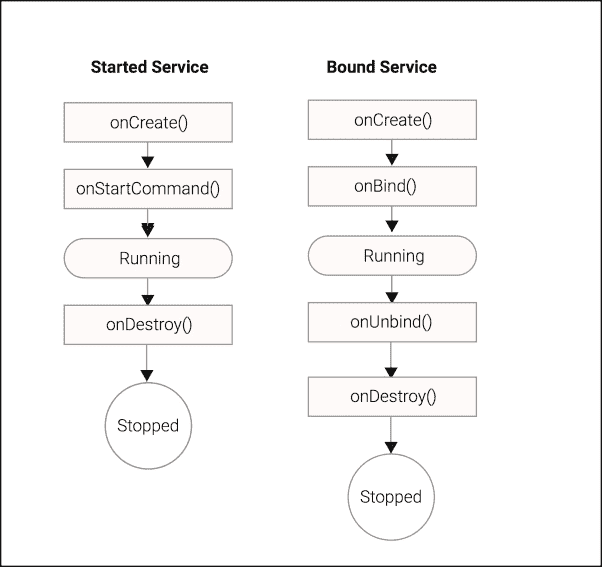 Started Service
onCreate()
onStartCommand()
Running
onDestroy()
Stopped
Bound Service
onCreate()
onBind()
Running
onUnbind()
onDestroy()
Stopped